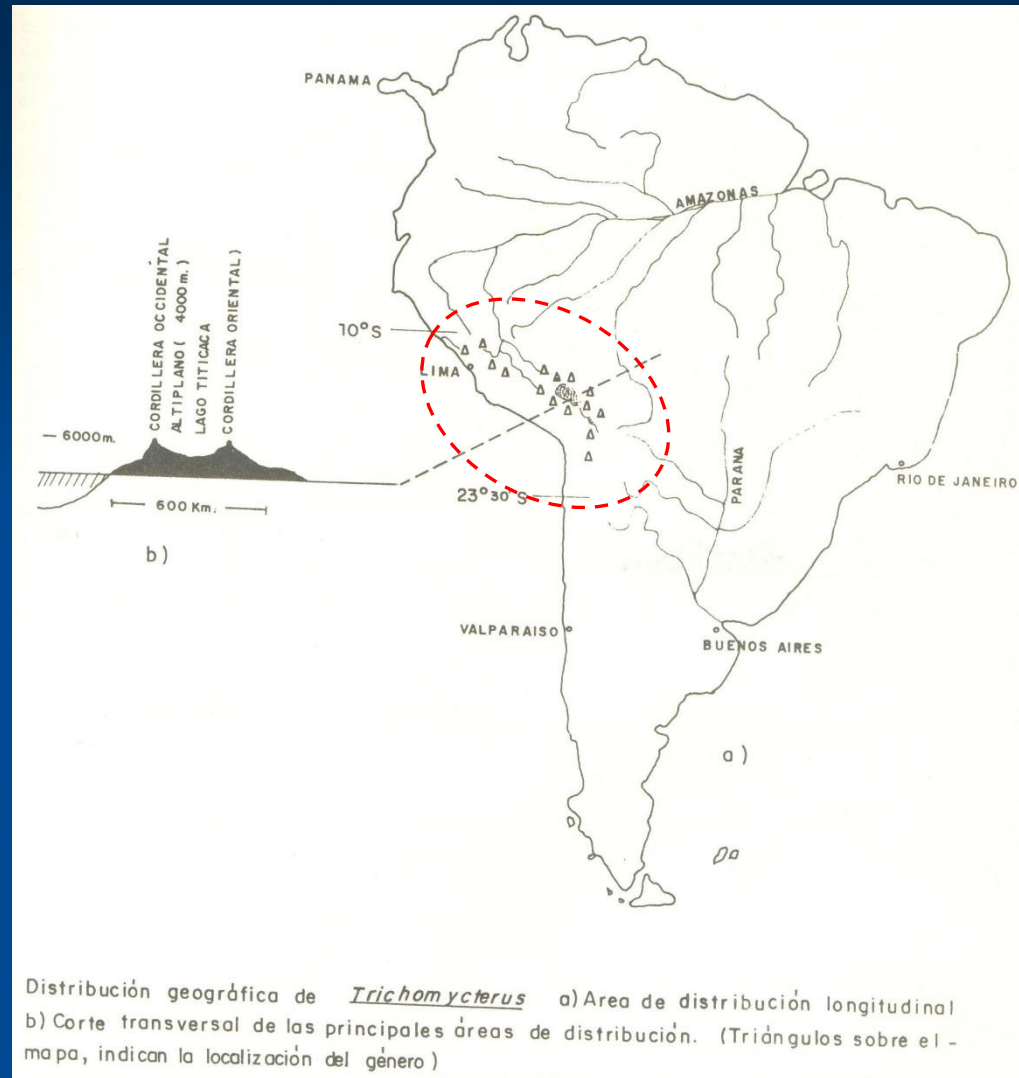 PANAMA
AMAZONAS
10°S
LIMA
23°30'S
PARANA
RIO DE JANEIRO
VALPARAISO
BUENOS AIRES
a)
CORDILLERA OCCIDENTAL
ALTIPLANO ( 4000 m.)
LAGO TITICACA
CORDILLERA ORIENTAL)
— 6000 m.
600 Km.
b)
Distribución geográfica de Trichomycterus a) Area de distribución longitudinal
b) Corte transversal de las principales áreas de distribución. (Triángulos sobre el -
mapa, indican la localización del género )